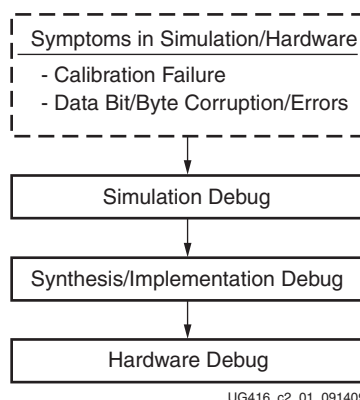 Symptoms in Simulation/Hardware
- Calibration Failure
- Data Bit/Byte Corruption/Errors
Simulation Debug
Synthesis/Implementation Debug
Hardware Debug
UG416_c2_01_091409